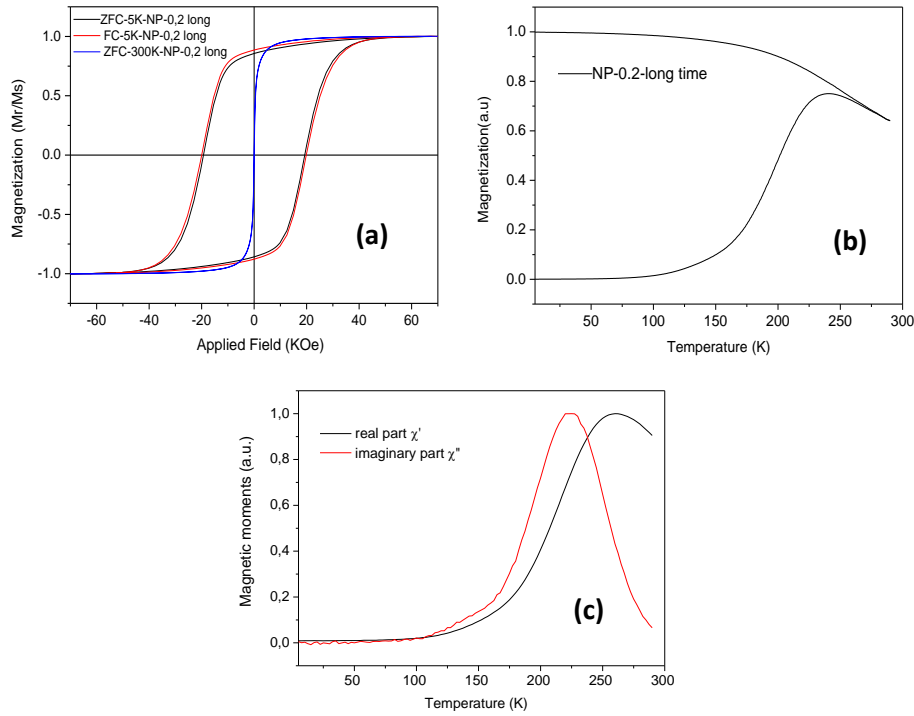 ZFC-5K-NP-0,2 long
FC-5K-NP-0,2 long
ZFC-300K-NP-0,2 long
1.0
0.5
0.0
-0.5
-1.0
Magnetization (Mr/Ms)
-60 -40 -20 0 20 40 60
Applied Field (KOe)
(a)
NP-0.2-long time
1.0
0.8
0.6
0.4
0.2
0.0
Magnetization(a.u)
50 100 150 200 250 300
Temperature (K)
(b)
real part χ'
imaginary part χ"
1,0
0,8
0,6
0,4
0,2
0,0
Magnetic moments (a.u.)
50 100 150 200 250 300
Temperature (K)
(c)